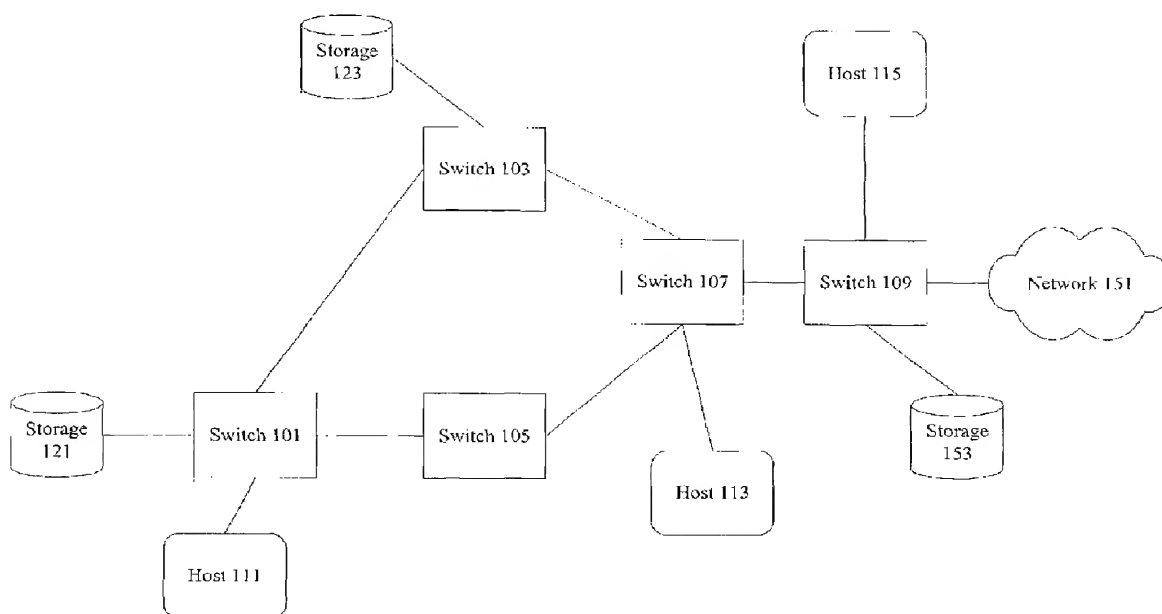 Storage
123
Host 115
Switch 103
Switch 107
Switch 109
Network 151
Storage
121
Switch 101
Switch 105
Storage
153
Host 113
Host 111